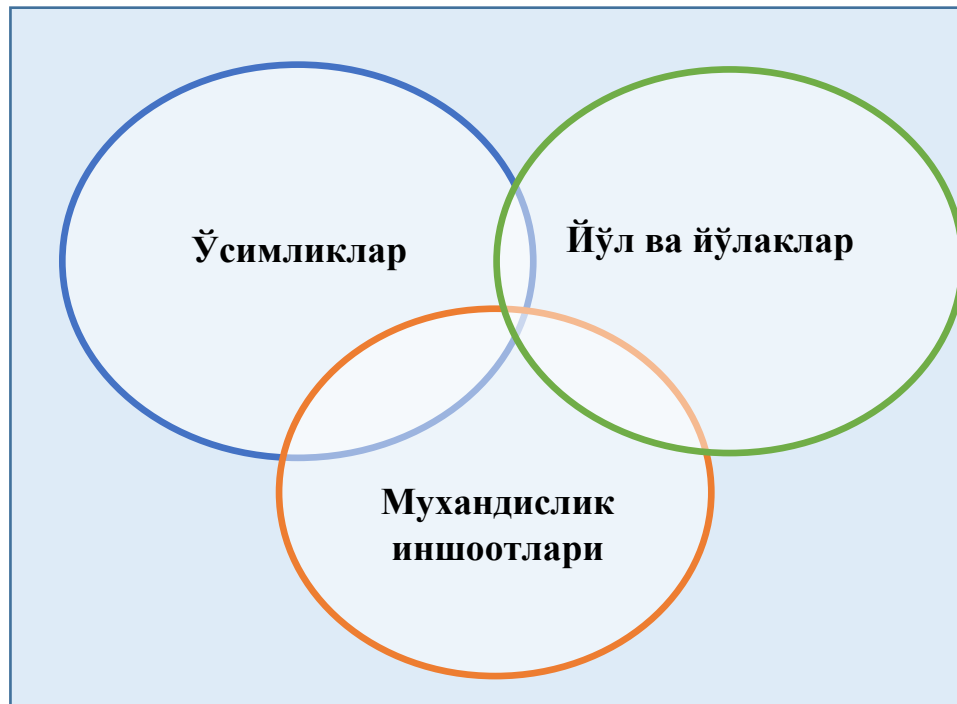 Ўсимликлар
Йўл ва йўлаклар
Мухандислик
иншоотлари